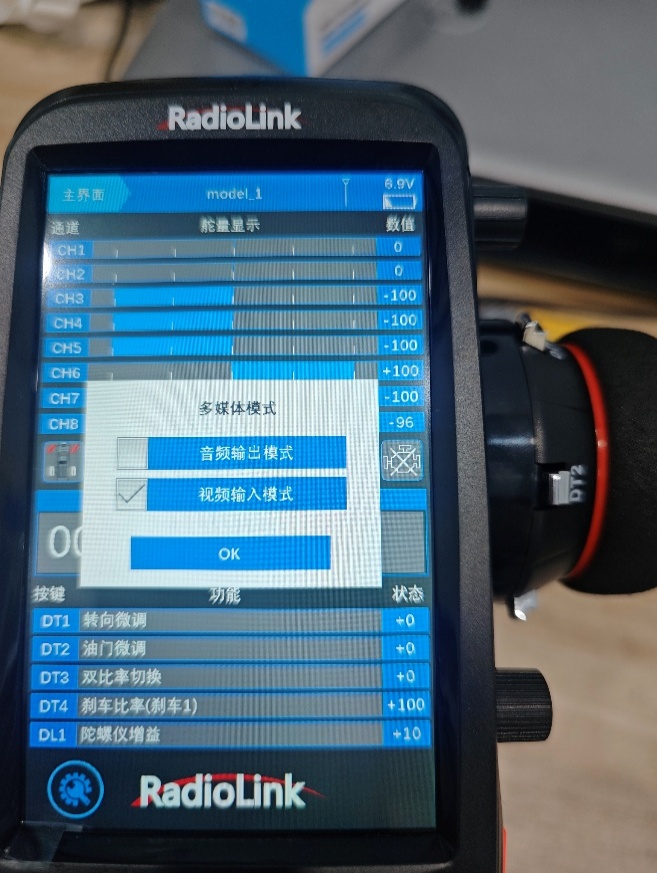 RadioLink
主界面 model_1 6.9V
通道 舵量显示 数值
CH1 0
CH2 0
CH3 -100
CH4 -100
CH5 -100
CH6 +100
CH7 -100
CH8 -96
多媒体模式
音频输出模式
视频输入模式
OK
00
按键 功能 状态
DT1 转向微调 +0
DT2 油门微调 +0
DT3 双比率切换 +0
DT4 刹车比率(刹车1) +100
DL1 陀螺仪增益 +10
RadioLink
DT2